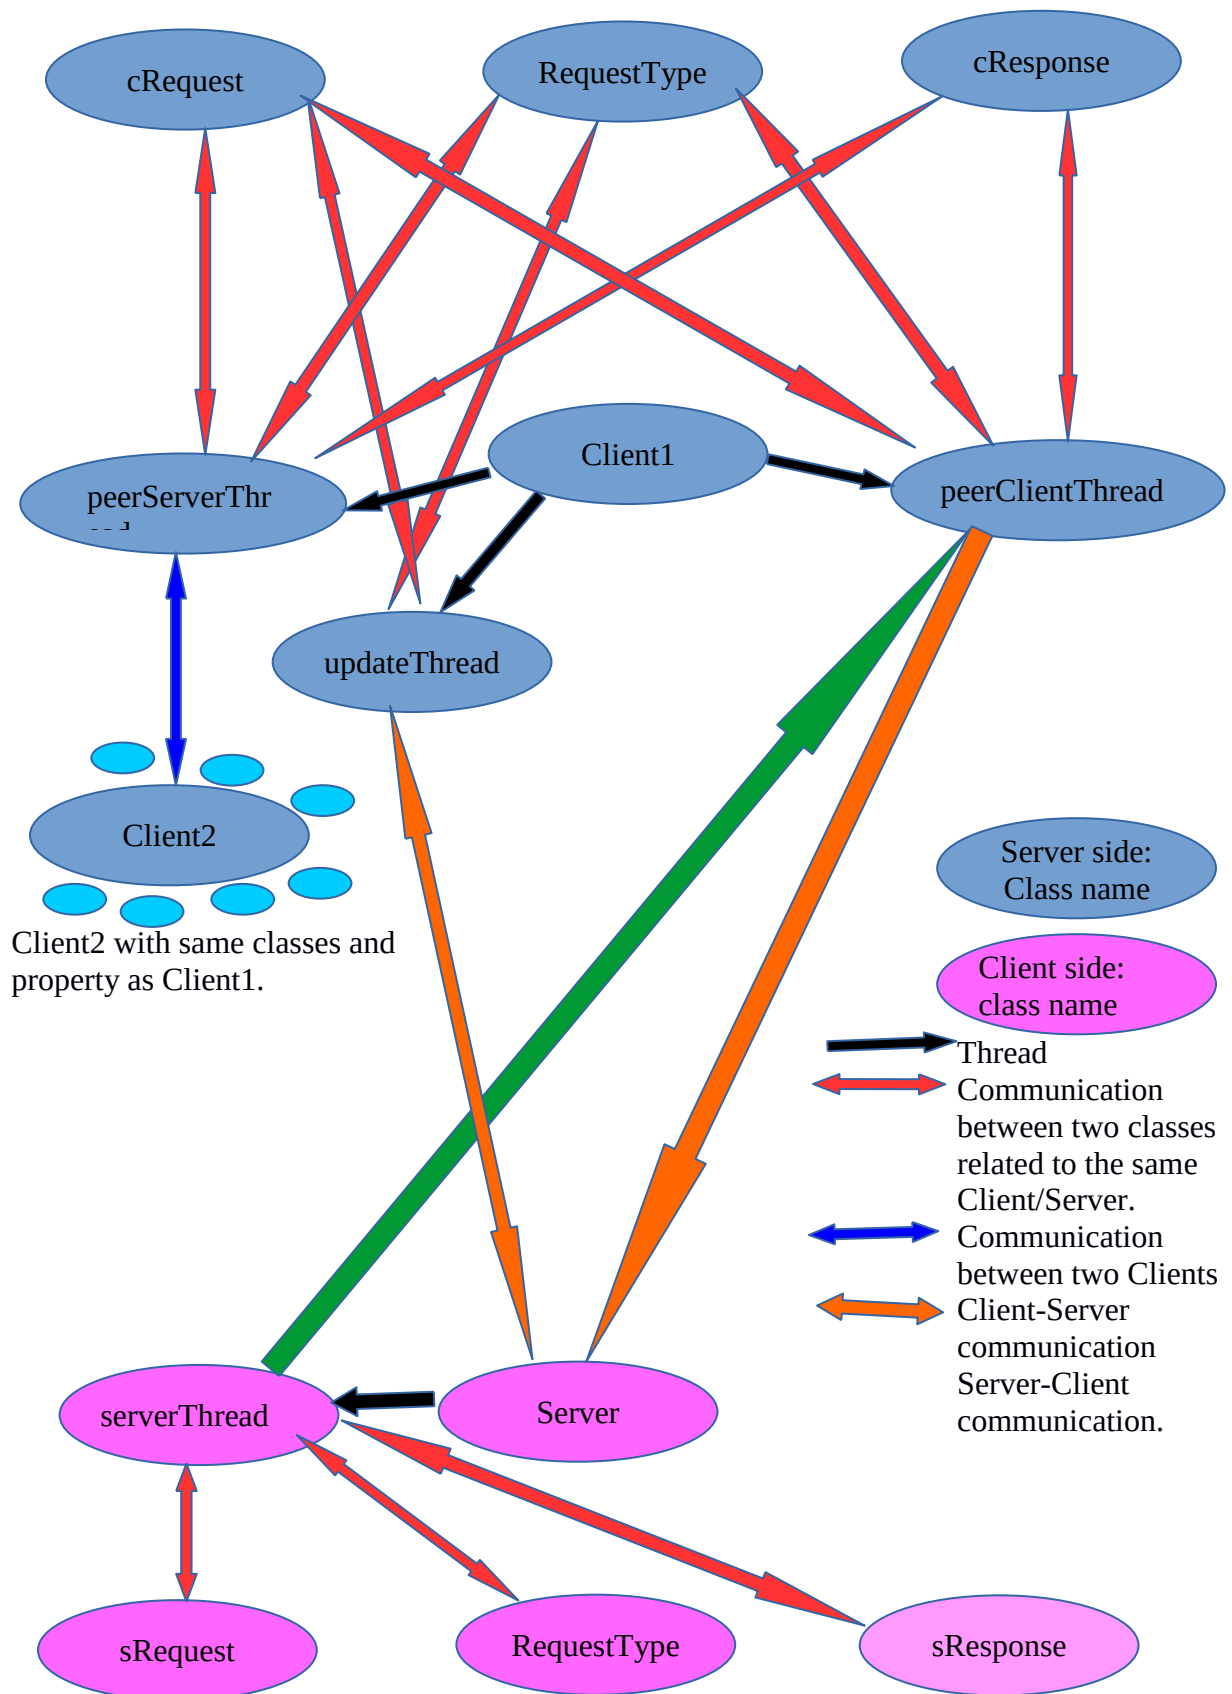 cRequest
RequestType
cResponse
Client1
peerServerThr
peerClientThread
updateThread
Client2
Client2 with same classes and
property as Client1.
Server side:
Class name
Client side:
class name
Thread
Communication
between two classes
related to the same
Client/Server.
Communication
between two Clients
Client-Server
communication
Server-Client
communication.
serverThread
Server
sRequest
RequestType
sResponse